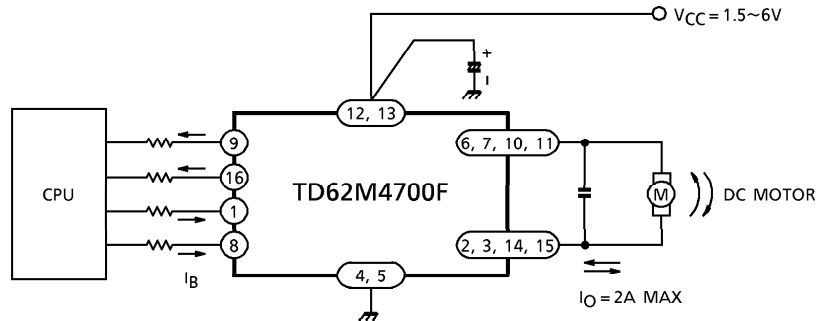 VCC = 1.5~6V
+
-
12, 13
9
6, 7, 10, 11
16
CPU
TD62M4700F
M
DC MOTOR
1
8
2, 3, 14, 15
IB
4, 5
IO = 2A MAX